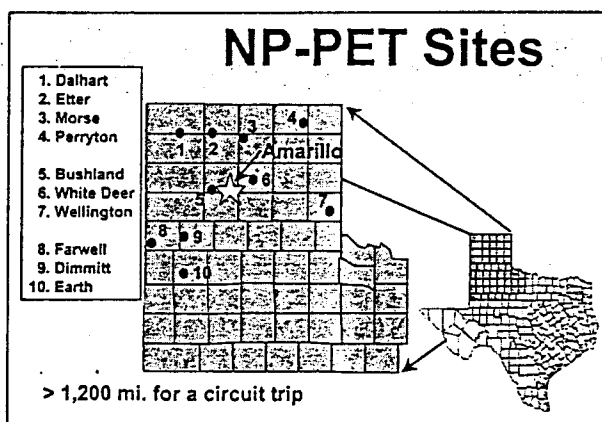 NP-PET Sites
1. Dalhart
2. Etter
3. Morse
4. Perryton
5. Bushland
6. White Deer
7. Wellington
8. Farwell
9. Dimmitt
10. Earth
4
3
1
2
Amarillo
6
5
7
8
9
10
> 1,200 mi. for a circuit trip